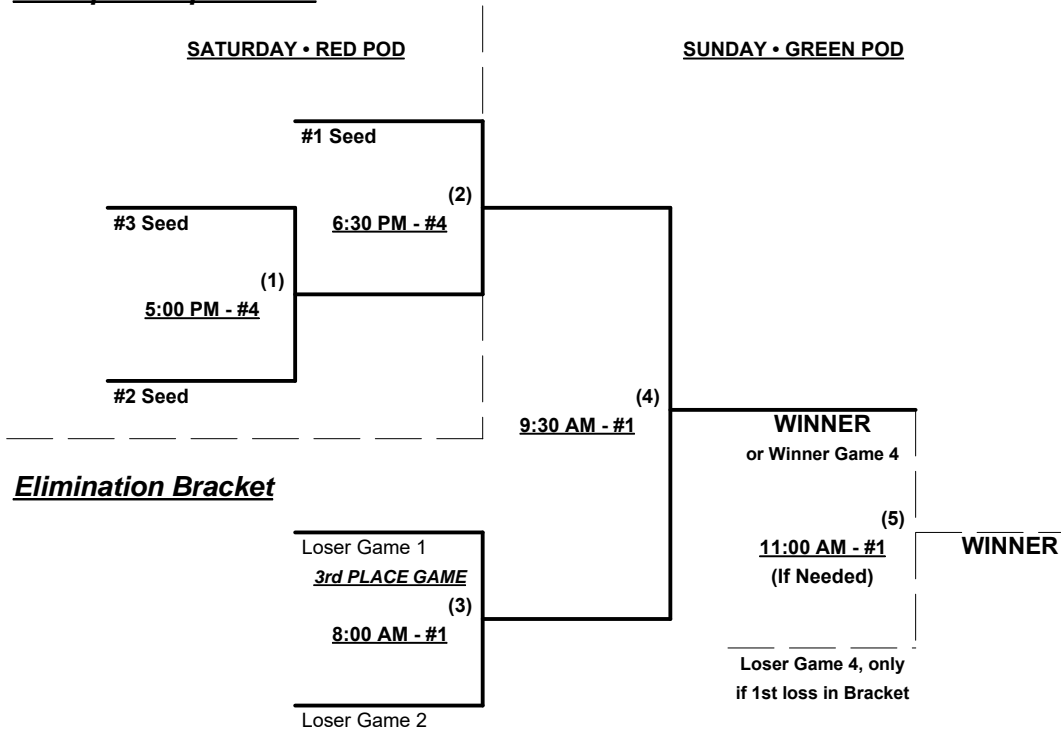 SATURDAY • RED POD
SUNDAY • GREEN POD
#1 Seed
(2)
6:30 PM - #4
#3 Seed
(1)
5:00 PM - #4
#2 Seed
(4)
9:30 AM - #1
WINNER
or Winner Game 4
Elimination Bracket
(5)
11:00 AM - #1
(If Needed)
WINNER
Loser Game 1
3rd PLACE GAME
(3)
8:00 AM - #1
Loser Game 2
Loser Game 4, only
if 1st loss in Bracket